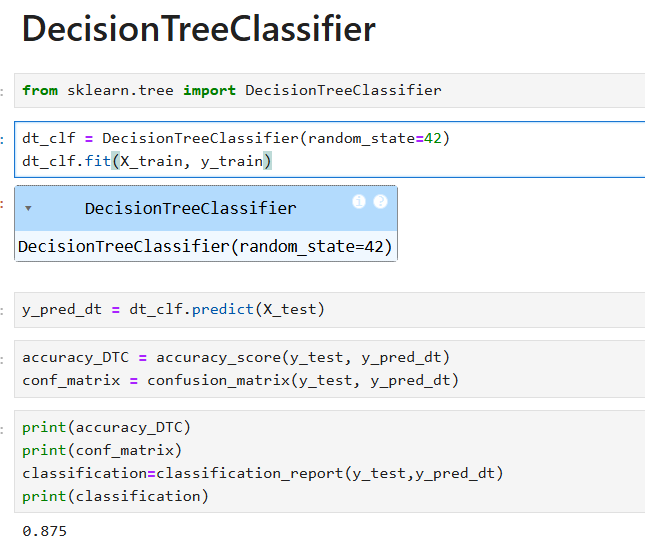 DecisionTreeClassifier
from sklearn.tree import DecisionTreeClassifier
dt_clf = DecisionTreeClassifier(random_state=42)
dt_clf.fit(X_train, y_train)
DecisionTreeClassifier
DecisionTreeClassifier(random_state=42)
y_pred_dt = dt_clf.predict(X_test)
accuracy_DTC = accuracy_score(y_test, y_pred_dt)
conf_matrix = confusion_matrix(y_test, y_pred_dt)
print(accuracy_DTC)
print(conf_matrix)
classification=classification_report(y_test,y_pred_dt)
print(classification)
0.875